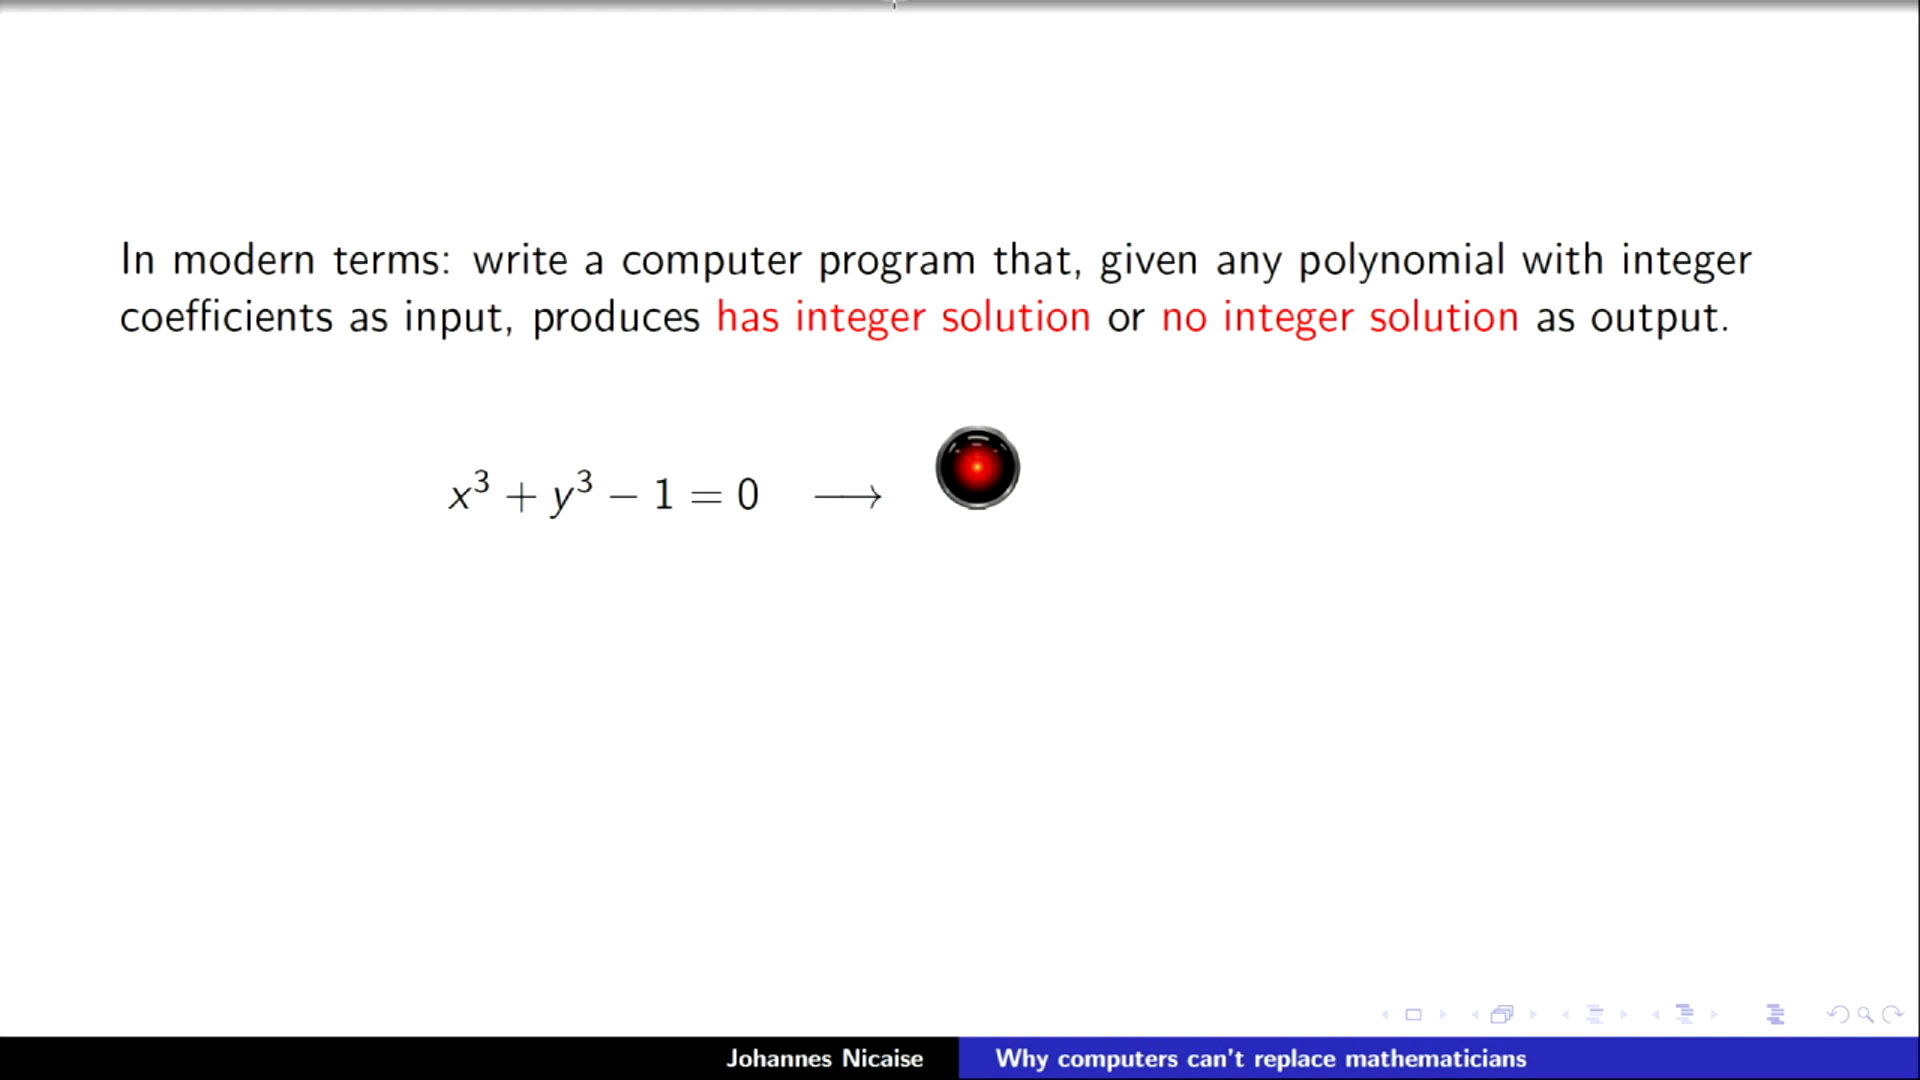 In modern terms: write a computer program that, given any polynomial with integer
coefficients as input, produces has integer solution or no integer solution as output.
x³ + y³ − 1 = 0 ⟶
Johannes Nicaise
Why computers can't replace mathematicians